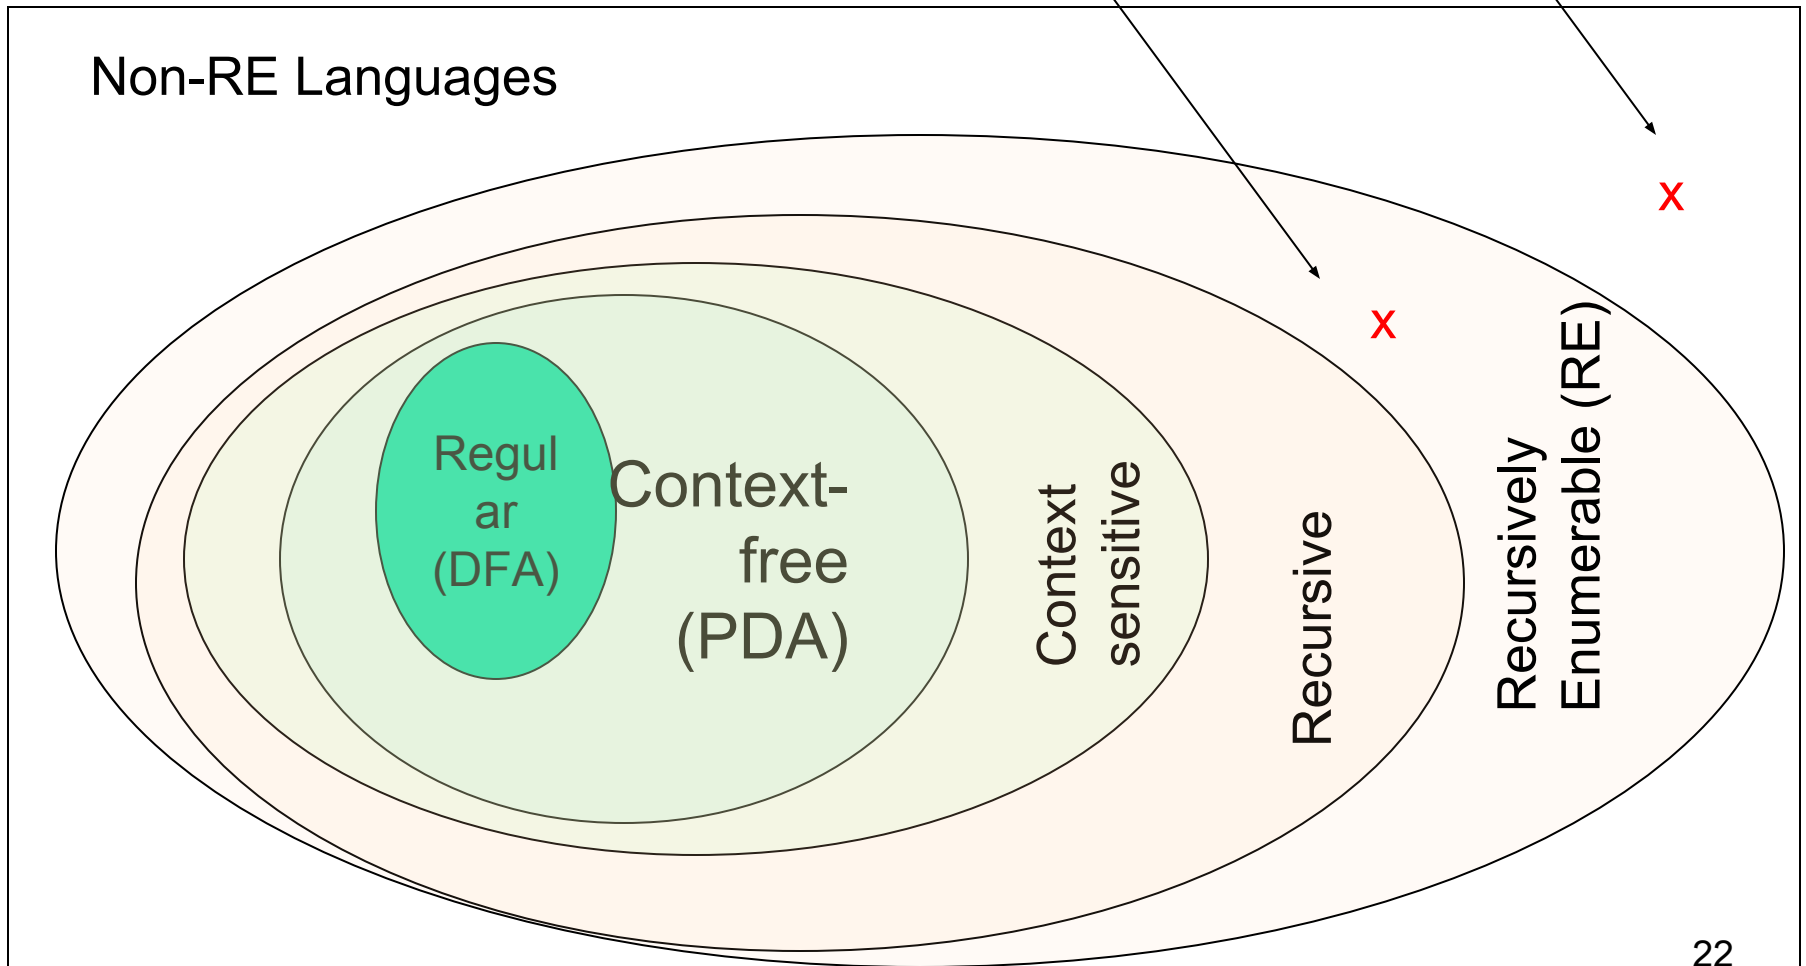 Non-RE Languages
x
x
Regul
ar
(DFA)
Context-
free
(PDA)
Context
sensitive
Recursive
Recursively
Enumerable (RE)
22